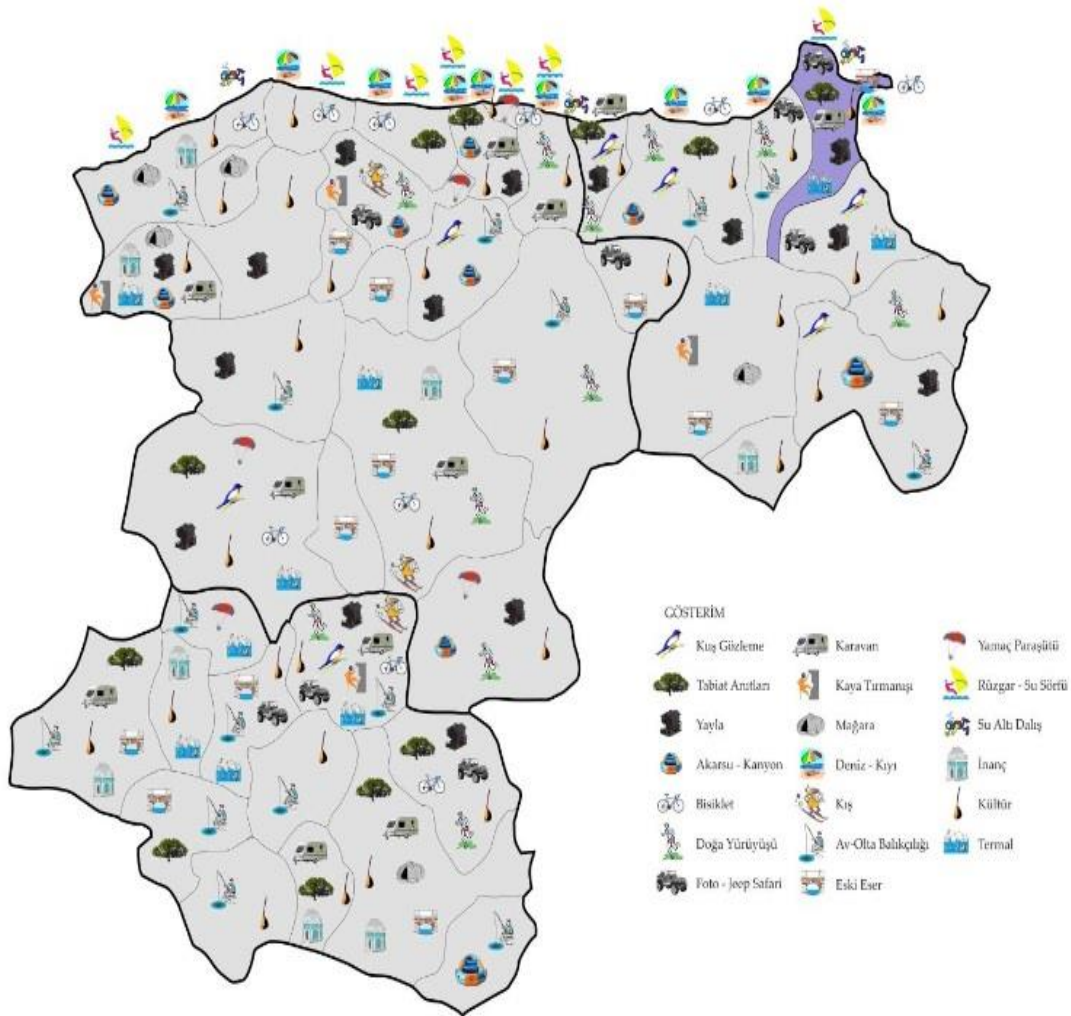 GÖSTERİM
Kuş Gözleme
Tabiat Anıtları
Yayla
Akarsu - Kanyon
Bisiklet
Doğa Yürüyüşü
Foto - Jeep Safari
Karavan
Kaya Tırmanışı
Mağara
Deniz - Kıyı
Kış
Av-Olta Balıkçılığı
Eski Eser
Yamaç Paraşütü
Rüzgar - Su Sörfü
Su Altı Dalış
İnanç
Kültür
Termal